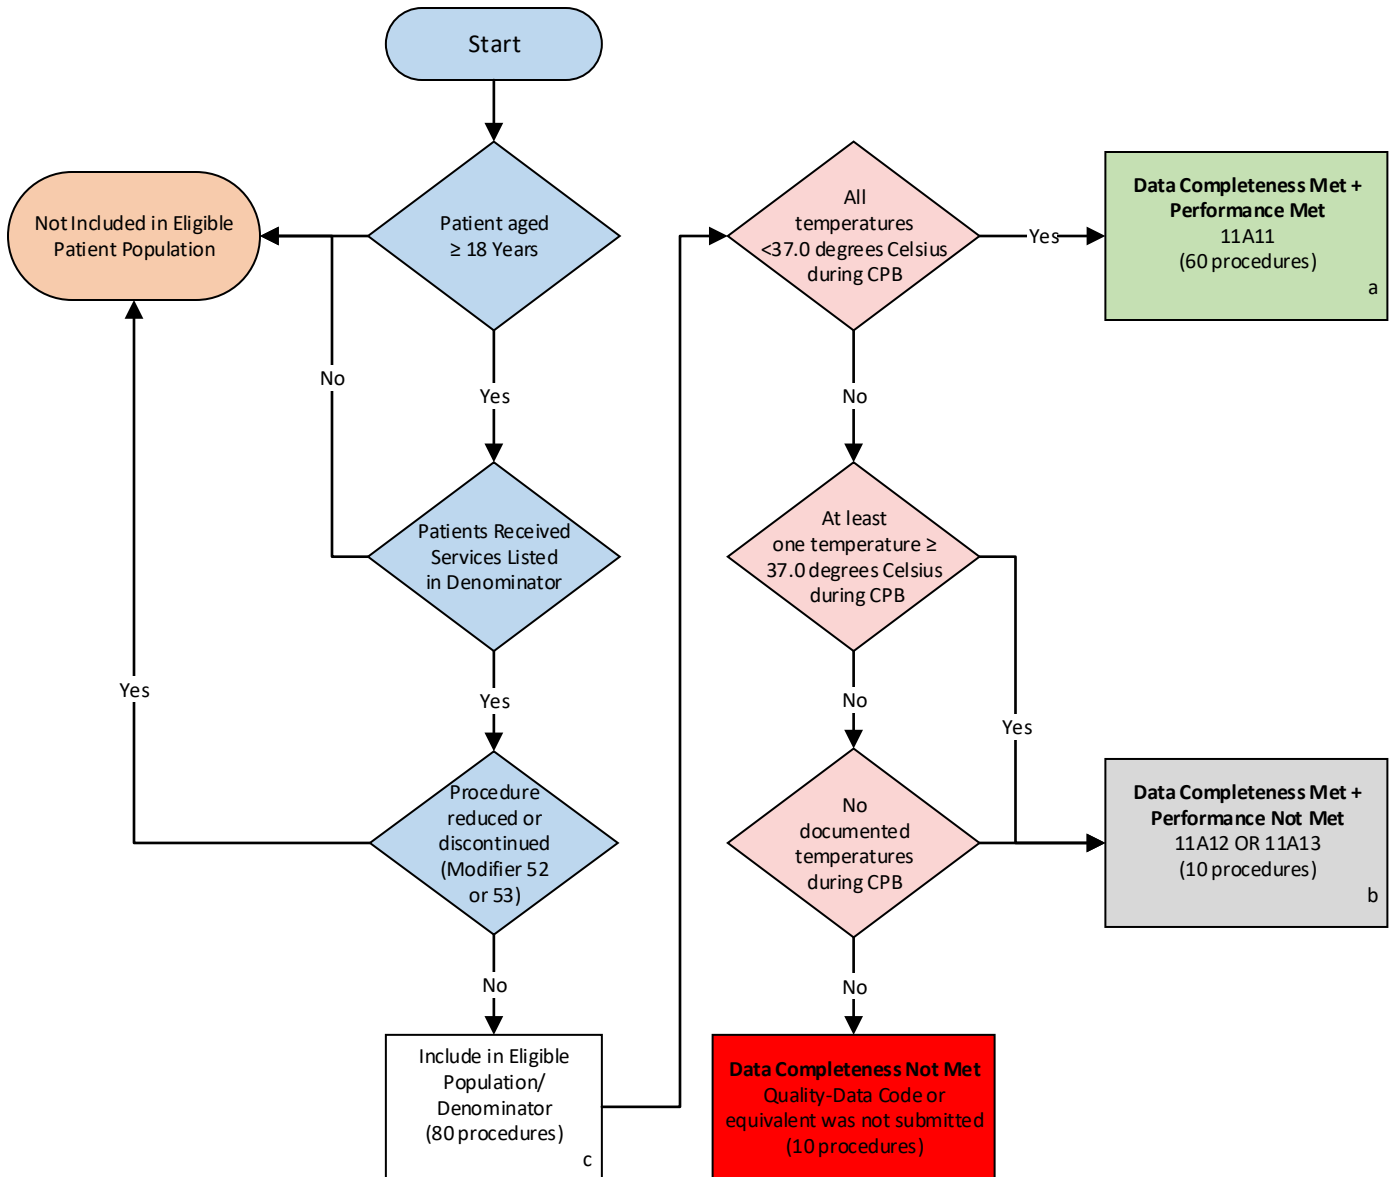 Start
Patient aged
≥ 18 Years
Not Included in Eligible
Patient Population
No
Yes
Patients Received
Services Listed
in Denominator
Yes
Yes
Procedure
reduced or
discontinued
(Modifier 52
or 53)
No
Include in Eligible
Population/
Denominator
(80 procedures)
c
All
temperatures
<37.0 degrees Celsius
during CPB
Yes
Data Completeness Met +
Performance Met
11A11
(60 procedures)
a
No
At least
one temperature ≥
37.0 degrees Celsius
during CPB
No
Yes
No
documented
temperatures
during CPB
Data Completeness Met +
Performance Not Met
11A12 OR 11A13
(10 procedures)
b
No
Data Completeness Not Met
Quality-Data Code or
equivalent was not submitted
(10 procedures)